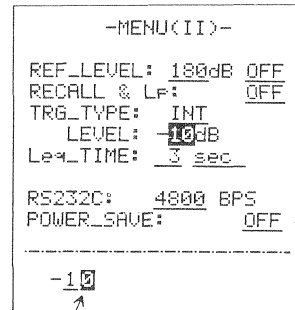 -MENU(II)-
REF_LEVEL: 180dB OFF
RECALL & Lp: OFF
TRG_TYPE: INT
LEVEL: -10dB
Leq_TIME: 3 sec
RS232C: 4800 BPS
POWER_SAVE: OFF
-10